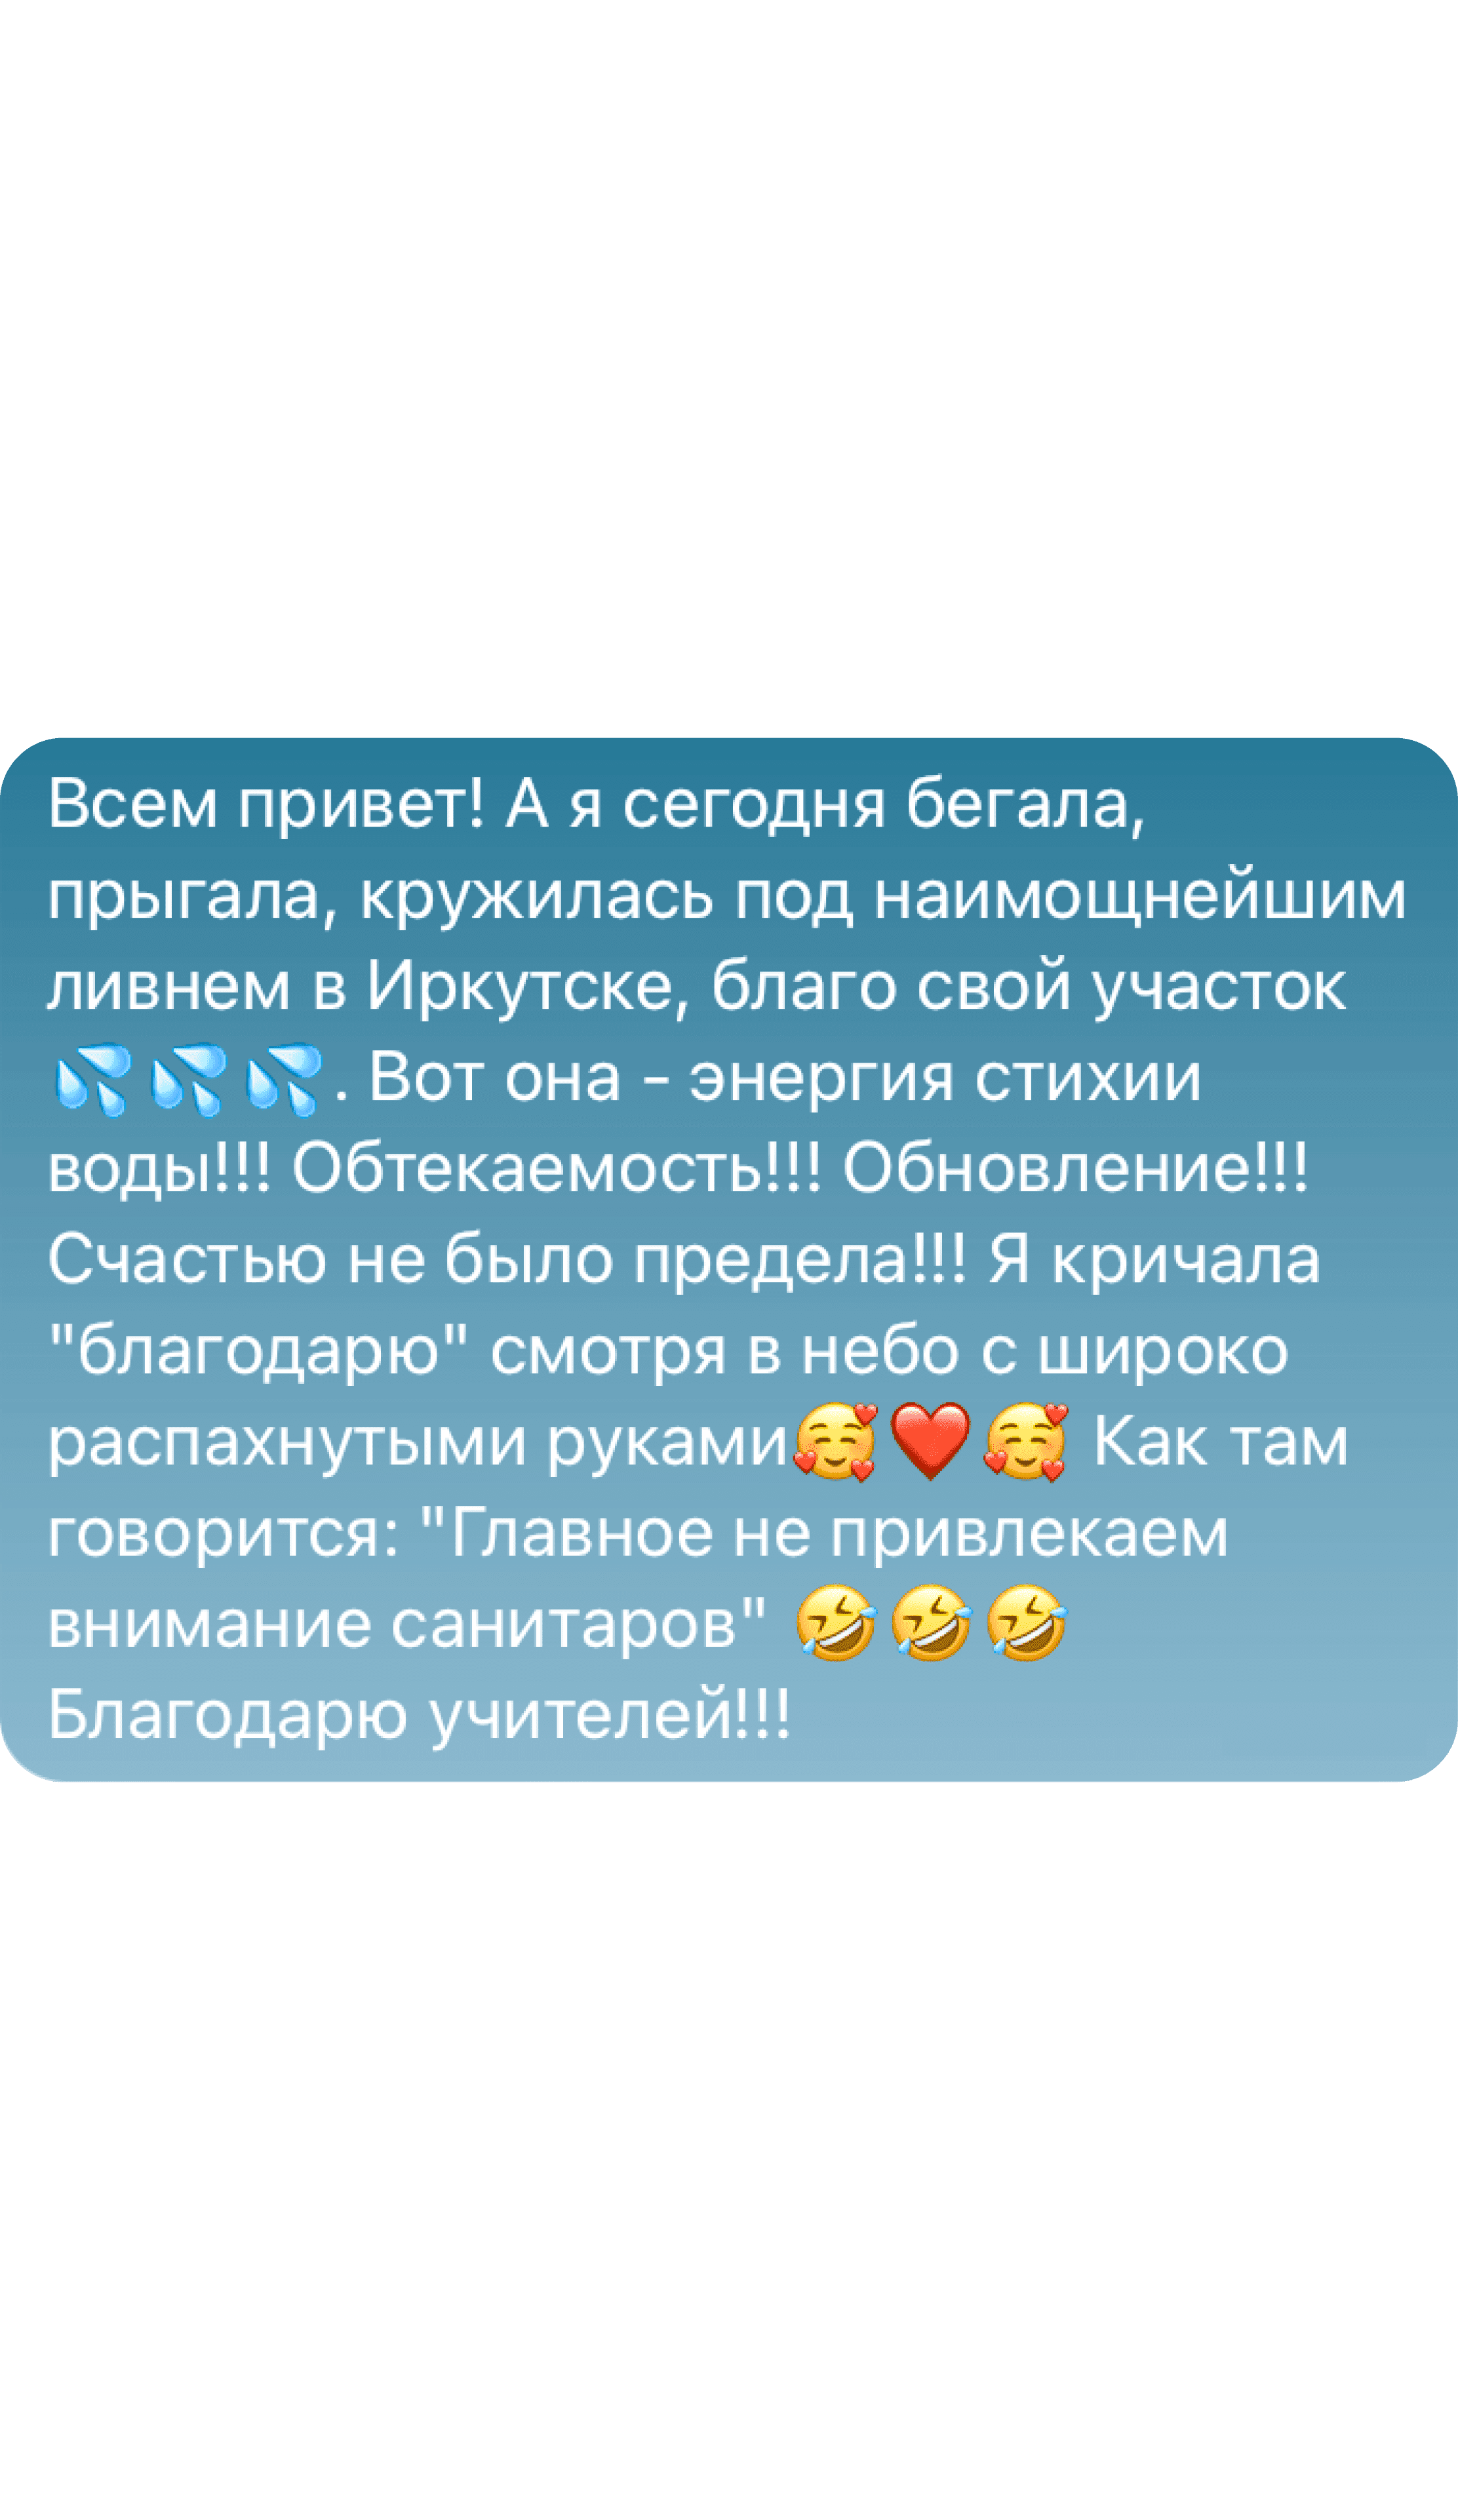 Всем привет! А я сегодня бегала,
прыгала, кружилась под наимощнейшим
ливнем в Иркутске, благо свой участок
💦💦💦. Вот она - энергия стихии
воды!!! Обтекаемость!!! Обновление!!!
Счастью не было предела!!! Я кричала
"благодарю" смотря в небо с широко
распахнутыми руками🥰❤️🥰 Как там
говорится: "Главное не привлекаем
внимание санитаров" 🤣🤣🤣
Благодарю учителей!!!